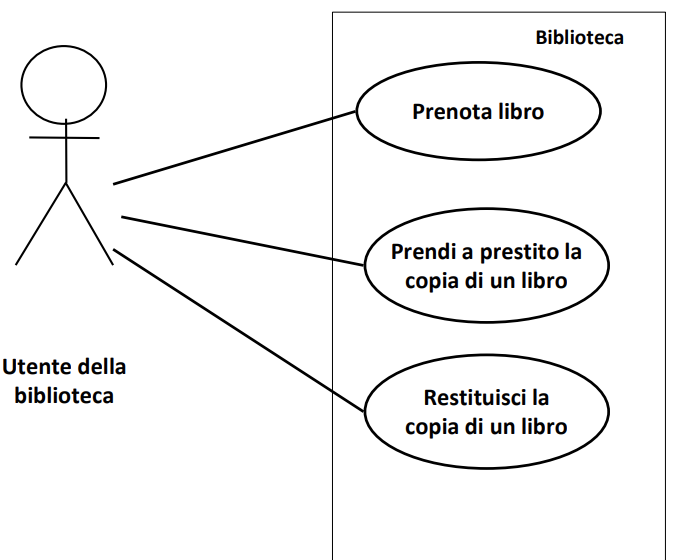 Biblioteca
Prenota libro
Prendi a prestito la
copia di un libro
Utente della
biblioteca
Restituisci la
copia di un libro